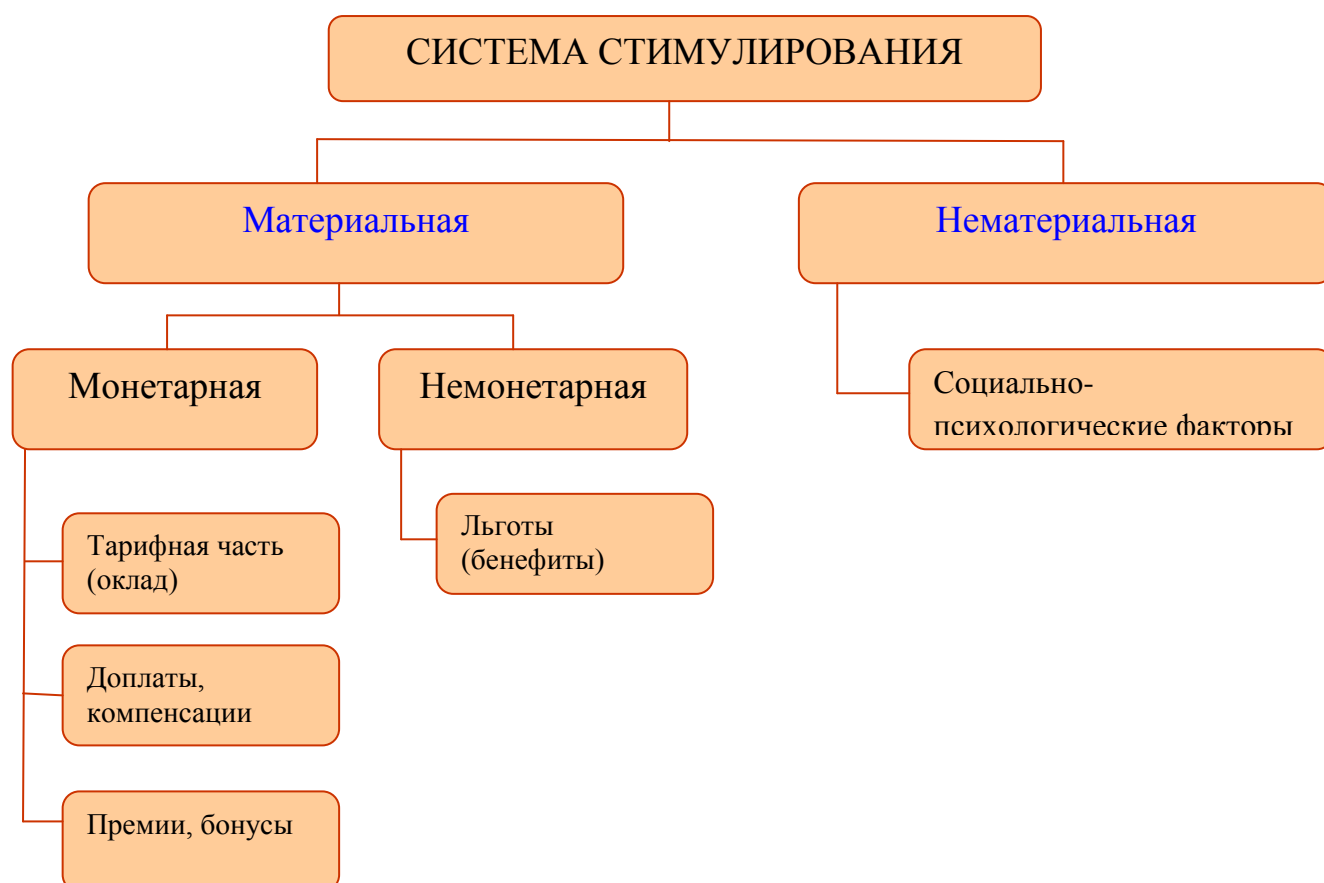 СИСТЕМА СТИМУЛИРОВАНИЯ
Материальная
Нематериальная
Монетарная
Немонетарная
Социально-
психологические факторы
Тарифная часть
(оклад)
Льготы
(бенефиты)
Доплаты,
компенсации
Премии, бонусы